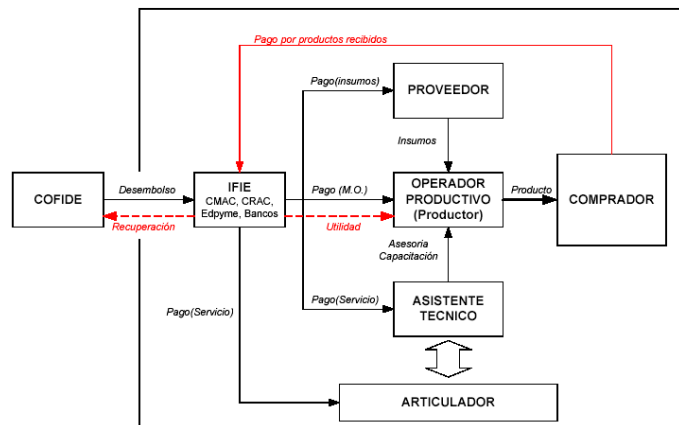 Pago por productos recibidos
Pago(insumos)
PROVEEDOR
Insumos
COFIDE
Desembolso
Recuperación
IFIE
CMAC, CRAC,
Edpyme, Bancos
Pago (M.O.)
Utilidad
OPERADOR
PRODUCTIVO
(Productor)
Producto
COMPRADOR
Asesoría
Capacitación
Pago(Servicio)
Pago(Servicio)
ASISTENTE
TECNICO
ARTICULADOR